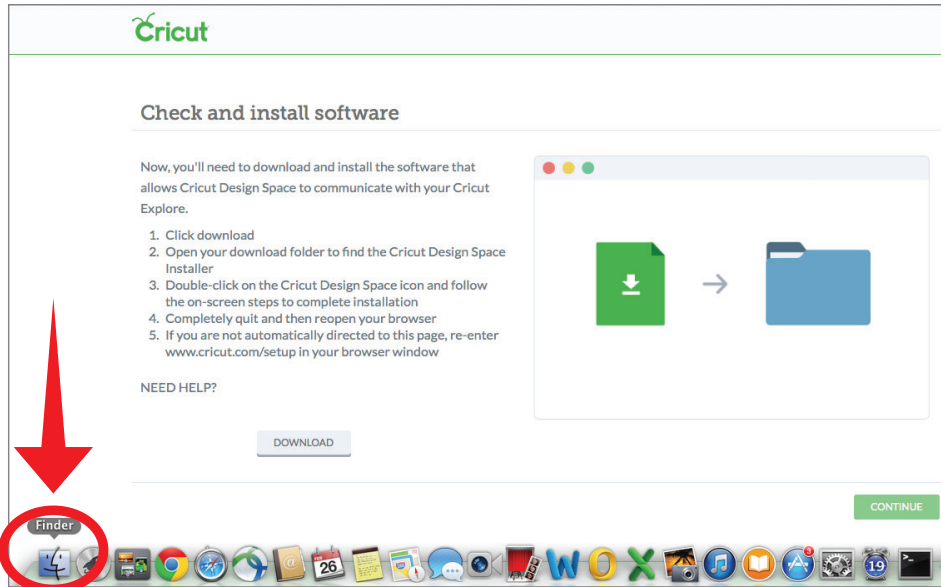 Cricut
Check and install software
Now, you'll need to download and install the software that
allows Cricut Design Space to communicate with your Cricut
Explore.
1. Click download
2. Open your download folder to find the Cricut Design Space
Installer
3. Double-click on the Cricut Design Space icon and follow
the on-screen steps to complete installation
4. Completely quit and then reopen your browser
5. If you are not automatically directed to this page, re-enter
www.cricut.com/setup in your browser window
NEED HELP?
DOWNLOAD
CONTINUE
Finder
26
W O X
3
19
>-